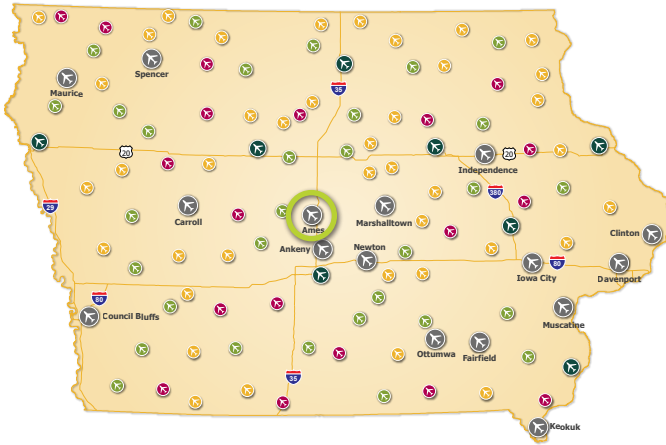 35
Spencer
Maurice
20
20
Independence
29
Carroll
380
Ames
Marshalltown
Clinton
Ankeny
Newton
Iowa City
80
Davenport
80
Council Bluffs
Muscatine
Ottumwa
Fairfield
35
Keokuk